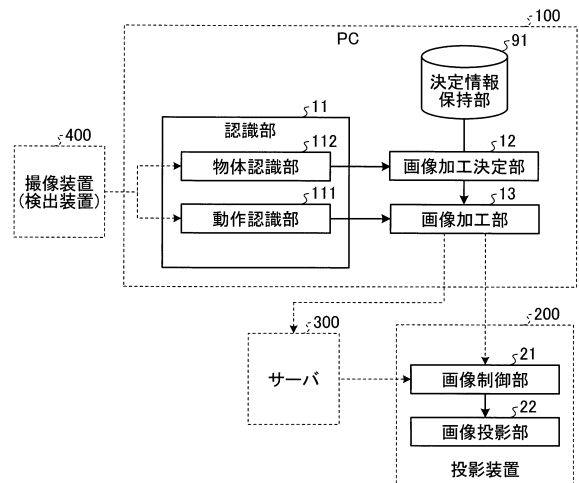 100
PC
91
決定情報
保持部
11
認識部
400
112
12
撮像装置
(検出装置)
物体認識部
画像加工決定部
111
13
動作認識部
画像加工部
300
200
サーバ
21
画像制御部
22
画像投影部
投影装置